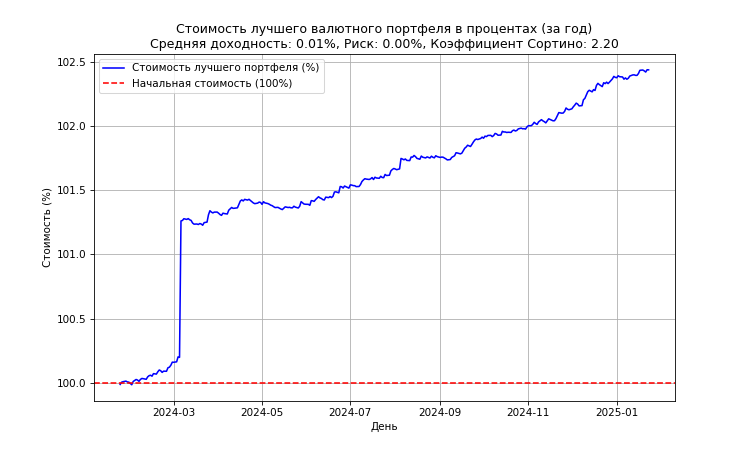 Стоимость лучшего валютного портфеля в процентах (за год)
Средняя доходность: 0.01%, Риск: 0.00%, Коэффициент Сортино: 2.20
Стоимость лучшего портфеля (%)
Начальная стоимость (100%)
Стоимость (%)
102.5
102.0
101.5
101.0
100.5
100.0
2024-03 2024-05 2024-07 2024-09 2024-11 2025-01
День